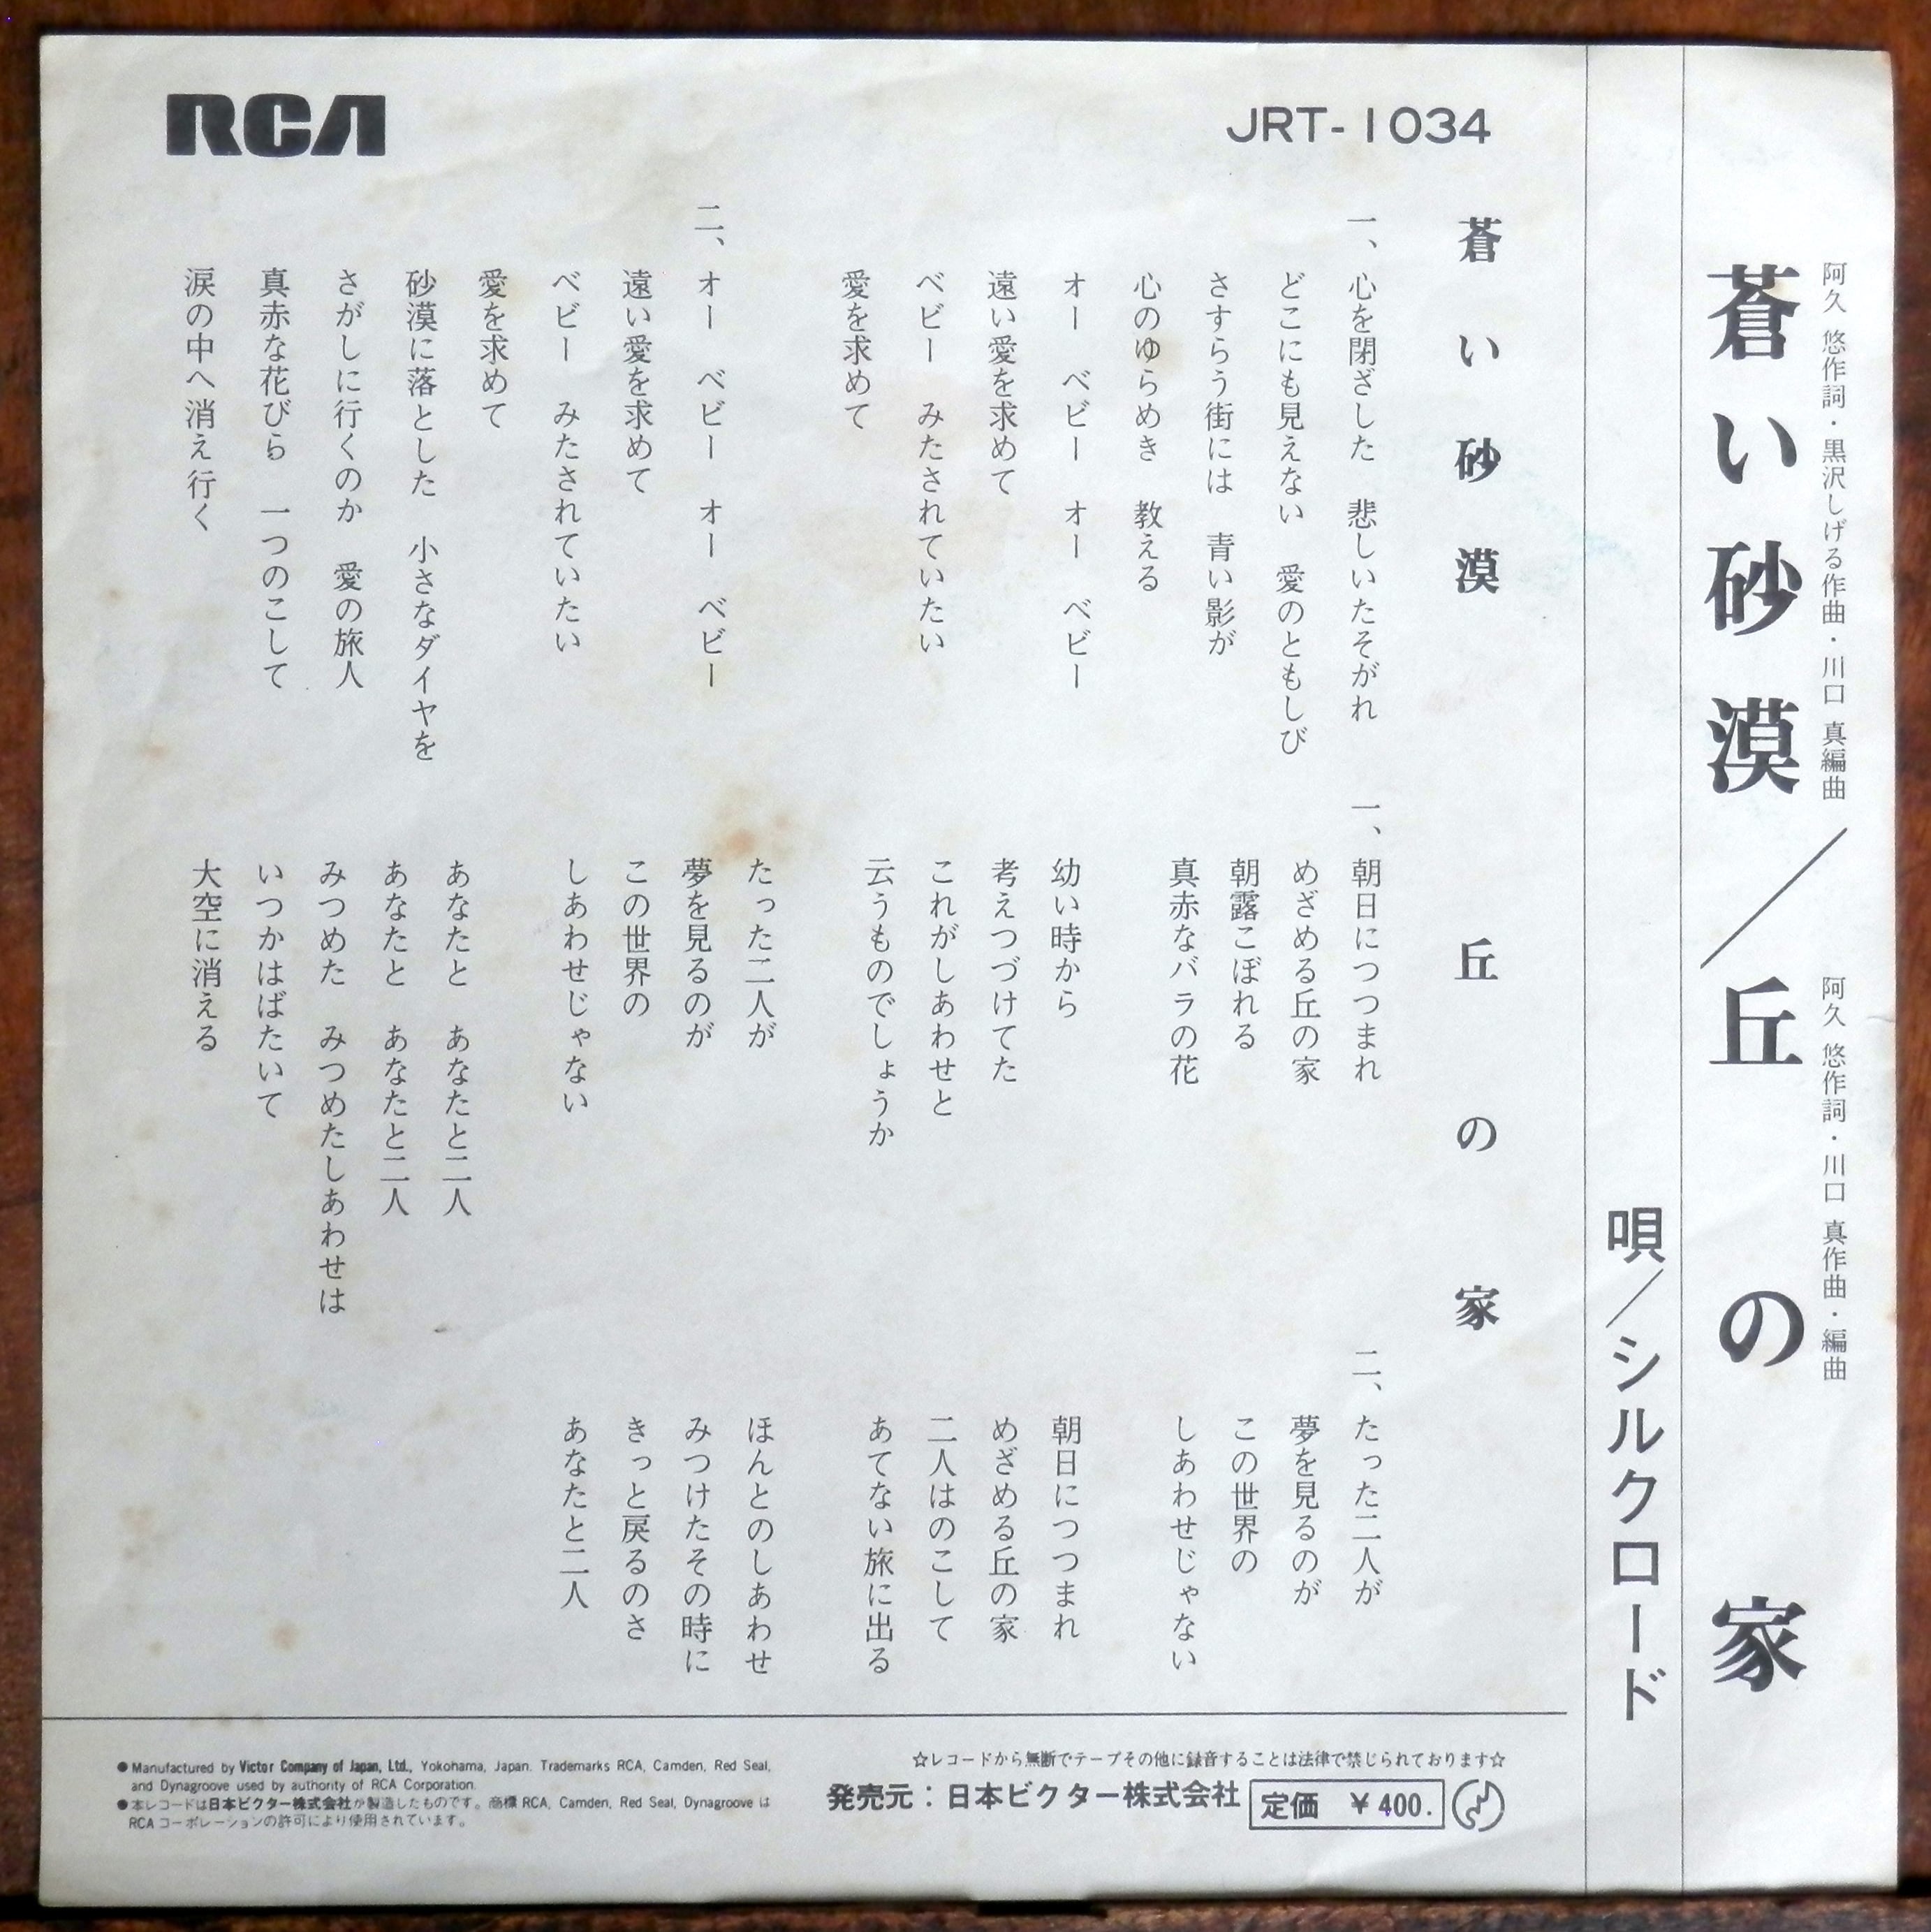 阿久 悠作詞・黒沢しげる作曲・川口 真編曲
阿久 悠作詞・川口 真作曲・編曲
蒼い砂漠／丘の家
唄／シルクロード
RCA
JRT-1034
蒼い砂漠
一、心を閉ざした 悲しいたそがれ
どこにも見えない 愛のともしび
さすらう街には 青い影が
心のゆらめき 教える
オー ベビー オー ベビー
遠い愛を求めて
ベビー みたされていたい
愛を求めて
二、オー ベビー オー ベビー
遠い愛を求めて
ベビー みたされていたい
愛を求めて
砂漠に落とした 小さなダイヤを
さがしに行くのか 愛の旅人
真赤な花びら 一つのこして
涙の中へ消え行く
丘の家
一、朝日につつまれ
めざめる丘の家
朝露こぼれる
真赤なバラの花
幼い時から
考えつづけてた
これがしあわせと
云うものでしょうか
たった二人が
夢を見るのが
この世界の
しあわせじゃない
あなたと あなたと二人
あなたと あなたと二人
みつめた みつめたしあわせは
いつかはばたいて
大空に消える
二、たった二人が
夢を見るのが
この世界の
しあわせじゃない
朝日につつまれ
めざめる丘の家
二人はのこして
あてない旅に出る
ほんとのしあわせ
みつけたその時に
きっと戻るのさ
あなたと二人
●Manufactured by Victor Company of Japan, Ltd., Yokohama, Japan. Trademarks RCA, Camden, Red Seal,
and Dynagroove used by authority of RCA Corporation.
●本レコードは日本ビクター株式会社が製造したものです。商標 RCA, Camden, Red Seal, Dynagroove は
RCA コーポレーションの許可により使用されています。
☆レコードから無断でテープその他に録音することは法律で禁じられております☆
発売元：日本ビクター株式会社 定価 ￥400.